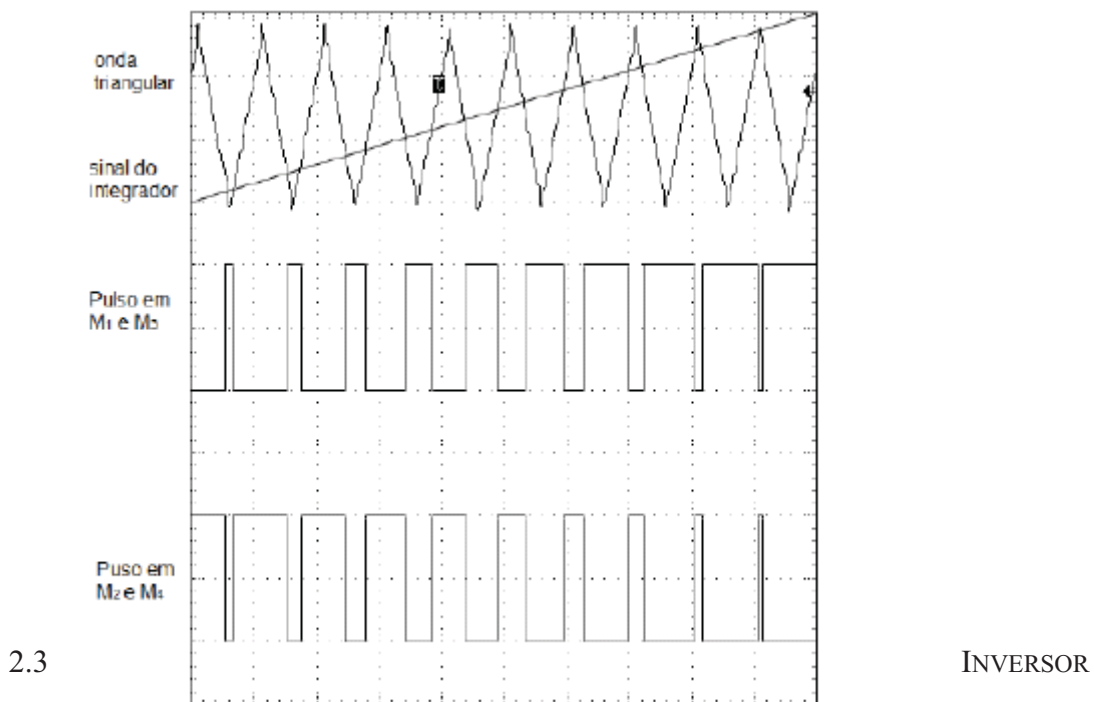 onda
triangular
sinal do
integrador
Pulso em
M1 e M3
Puso em
M2 e M4
2.3 INVERSOR